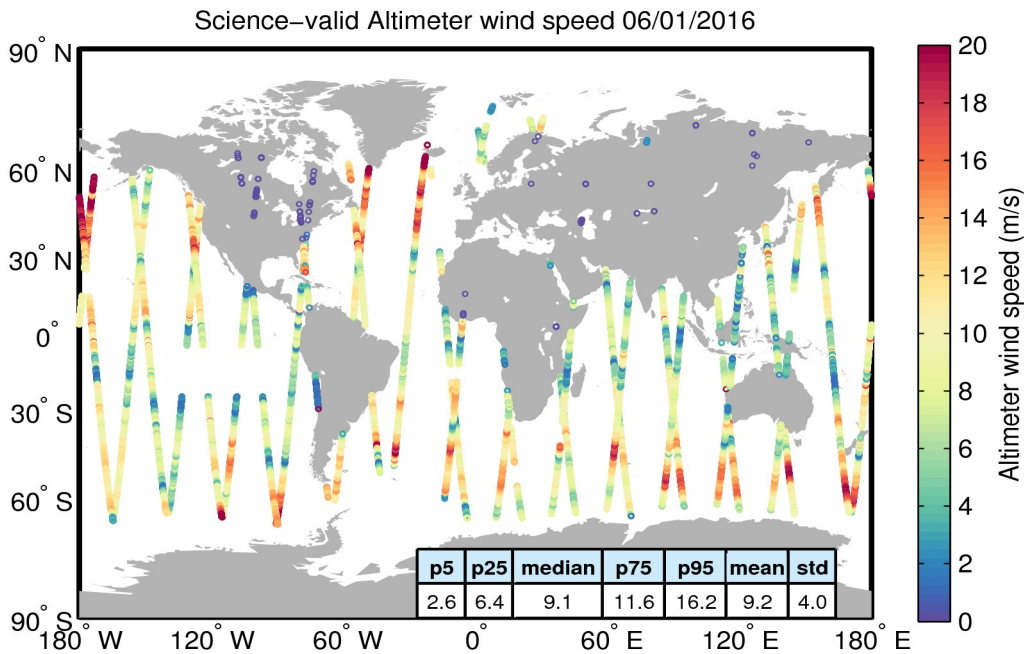 Science−valid Altimeter wind speed 06/01/2016
90° N
60° N
30° N
0°
30° S
60° S
90° S
180° W
120° W
60° W
0°
60° E
120° E
180° E
p5 p25 median p75 p95 mean std
2.6 6.4 9.1 11.6 16.2 9.2 4.0
20
18
16
14
12
10
8
6
4
2
0
Altimeter wind speed (m/s)